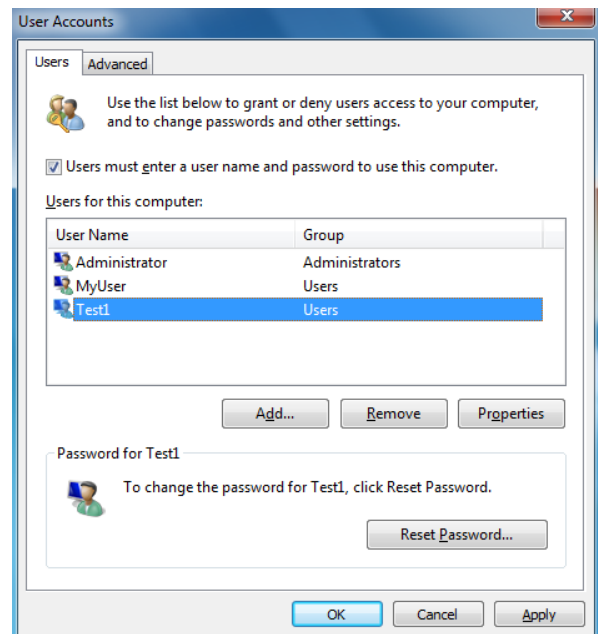 User Accounts
Users Advanced
Use the list below to grant or deny users access to your computer,
and to change passwords and other settings.
Users must enter a user name and password to use this computer.
Users for this computer:
User Name Group
Administrator Administrators
MyUser Users
Test1 Users
Add... Remove Properties
Password for Test1
To change the password for Test1, click Reset Password.
Reset Password...
OK Cancel Apply